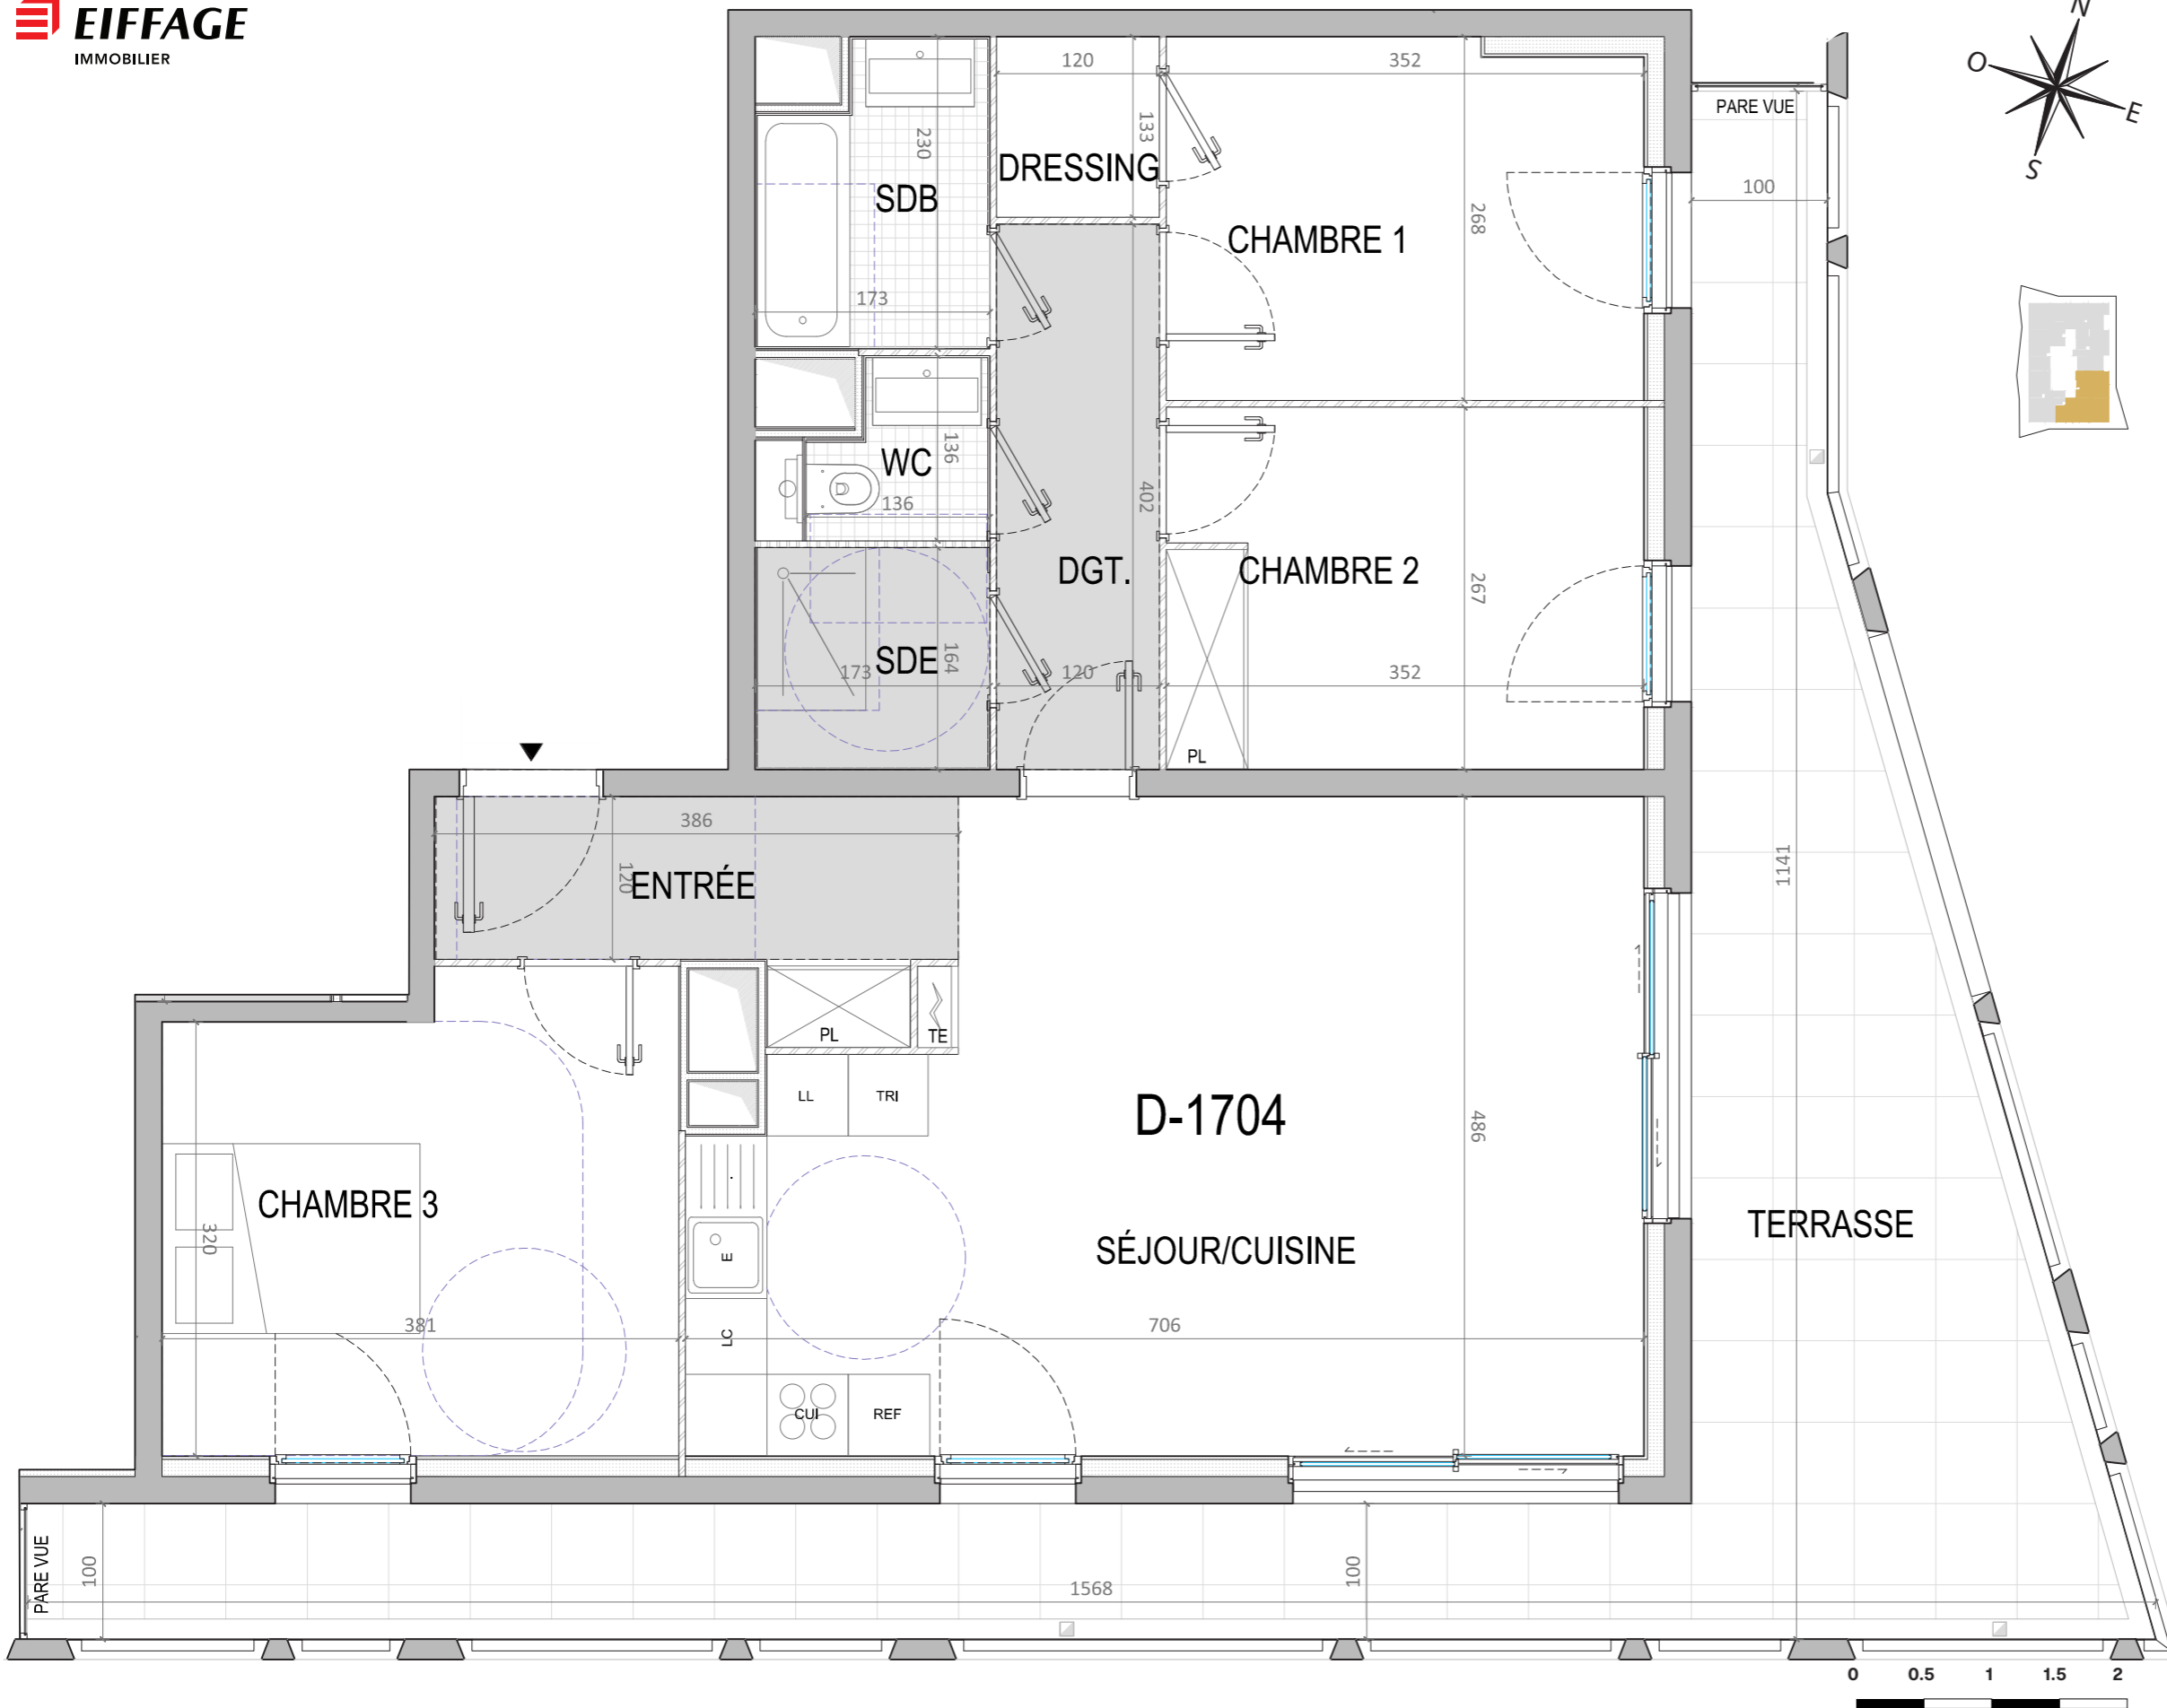 EIFFAGE
IMMOBILIER
N
O
E
S
120
352
PARE VUE
133
230
DRESSING
SDB
100
268
CHAMBRE 1
173
136
WC
402
136
DGT.
CHAMBRE 2
267
SDE
164
173
120
352
PL
386
120
ENTRÉE
1141
PL
TE
LL
TRI
D-1704
486
CHAMBRE 3
320
E
SÉJOUR/CUISINE
TERRASSE
381
LC
706
CUI
REF
PARE VUE
100
1568
100
0 0.5 1 1.5 2